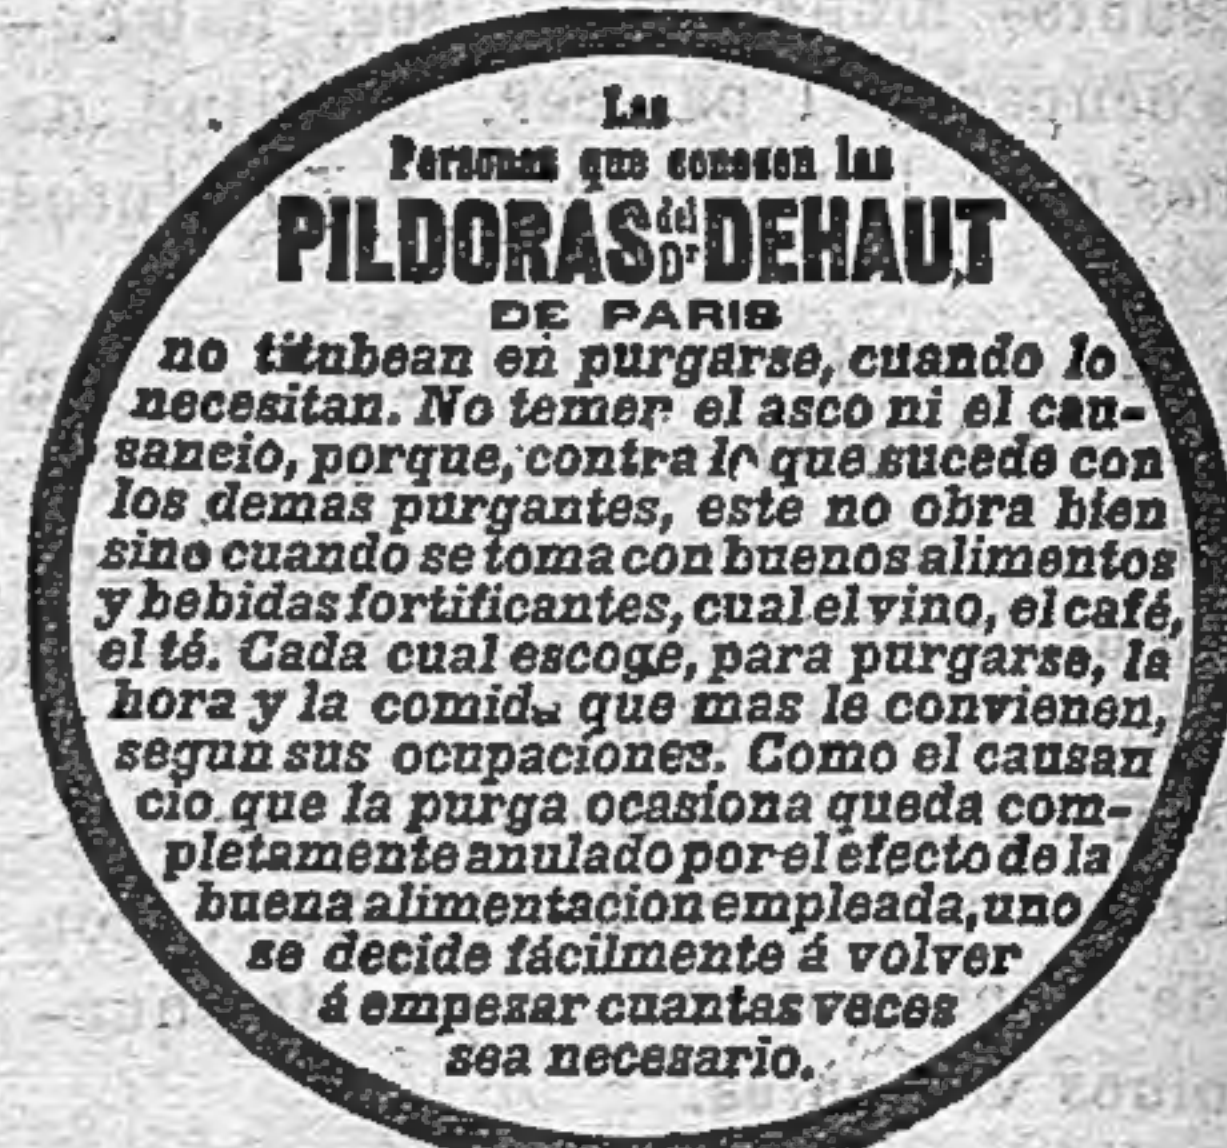 Las
Personas que conocen las
PILDORAS del Dr DEHAUT
DE PARIS
no titubean en purgarse, cuando lo
necesitan. No temen el asco ni el cau-
sancio, porque, contra lo que sucede con
los demas purgantes, este no obra bien
sino cuando se toma con buenos alimentos
y bebidas fortificantes, cual el vino, el café,
el té. Cada cual escoge, para purgarse, la
hora y la comida que mas le convienen,
segun sus ocupaciones. Como el causan
cio que la purga ocasiona queda com-
pletamente anulado por el efecto de la
buena alimentacion empleada, uno
se decide fácilmente á volver
á empezar cuantas veces
sea necesario.